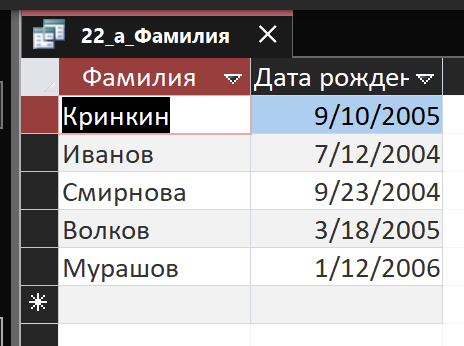 22_а_Фамилия
Фамилия Дата рожден
Кринкин 9/10/2005
Иванов 7/12/2004
Смирнова 9/23/2004
Волков 3/18/2005
Мурашов 1/12/2006